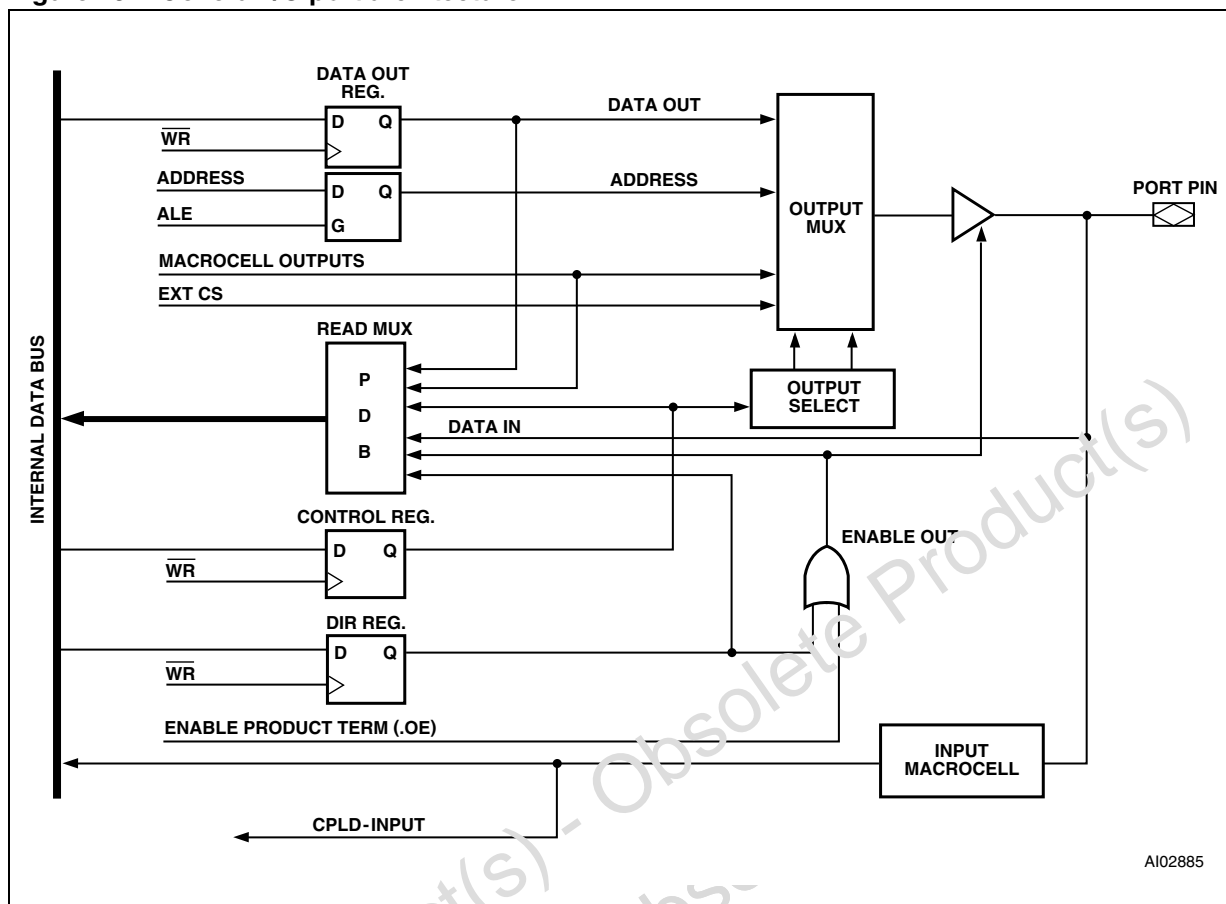 DATA OUT
REG.
D Q
WR
DATA OUT
ADDRESS
ALE
D Q
G
ADDRESS
OUTPUT
MUX
PORT PIN
MACROCELL OUTPUTS
EXT CS
READ MUX
P
D
B
OUTPUT
SELECT
DATA IN
INTERNAL DATA BUS
CONTROL REG.
D Q
WR
ENABLE OUT
DIR REG.
D Q
WR
ENABLE PRODUCT TERM (.OE)
INPUT
MACROCELL
CPLD-INPUT
AI02885
- Obsolete Product(s)